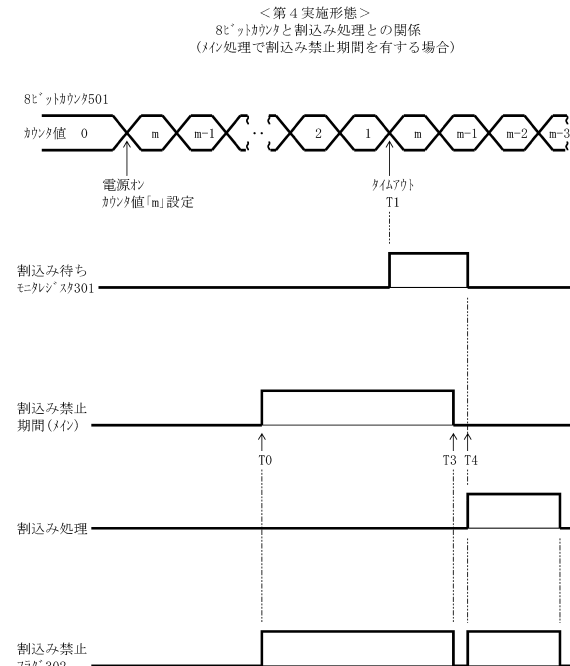 ＜第４実施形態＞
8ﾋﾞｯﾄｶｳﾝﾀと割込み処理との関係
(ﾒｲﾝ処理で割込み禁止期間を有する場合)
8ﾋﾞｯﾄｶｳﾝﾀ501
ｶｳﾝﾀ値 0 m m-1 ‥ 2 1 m m-1 m-2 m-3
電源ｵﾝ
ｶｳﾝﾀ値｢m｣設定
ﾀｲﾑｱｳﾄ
T1
割込み待ち
ﾓﾆﾀﾚｼﾞｽﾀ301
割込み禁止
期間(ﾒｲﾝ)
T0 T3 T4
割込み処理
割込み禁止
ﾌﾗｸﾞ302